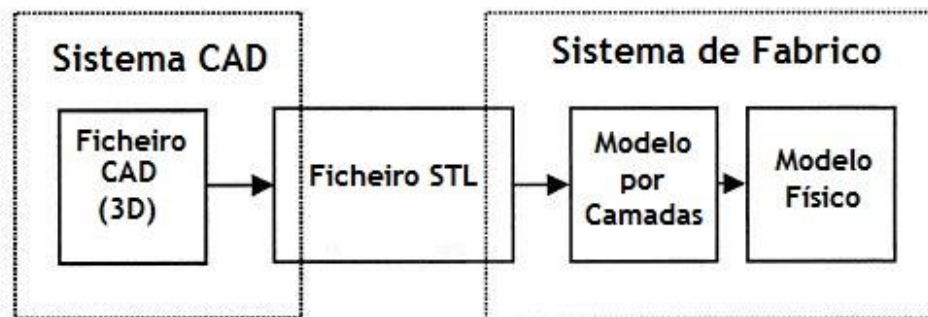 Sistema CAD
Sistema de Fabrico
Ficheiro
CAD
(3D)
Ficheiro STL
Modelo
por
Camadas
Modelo
Físico